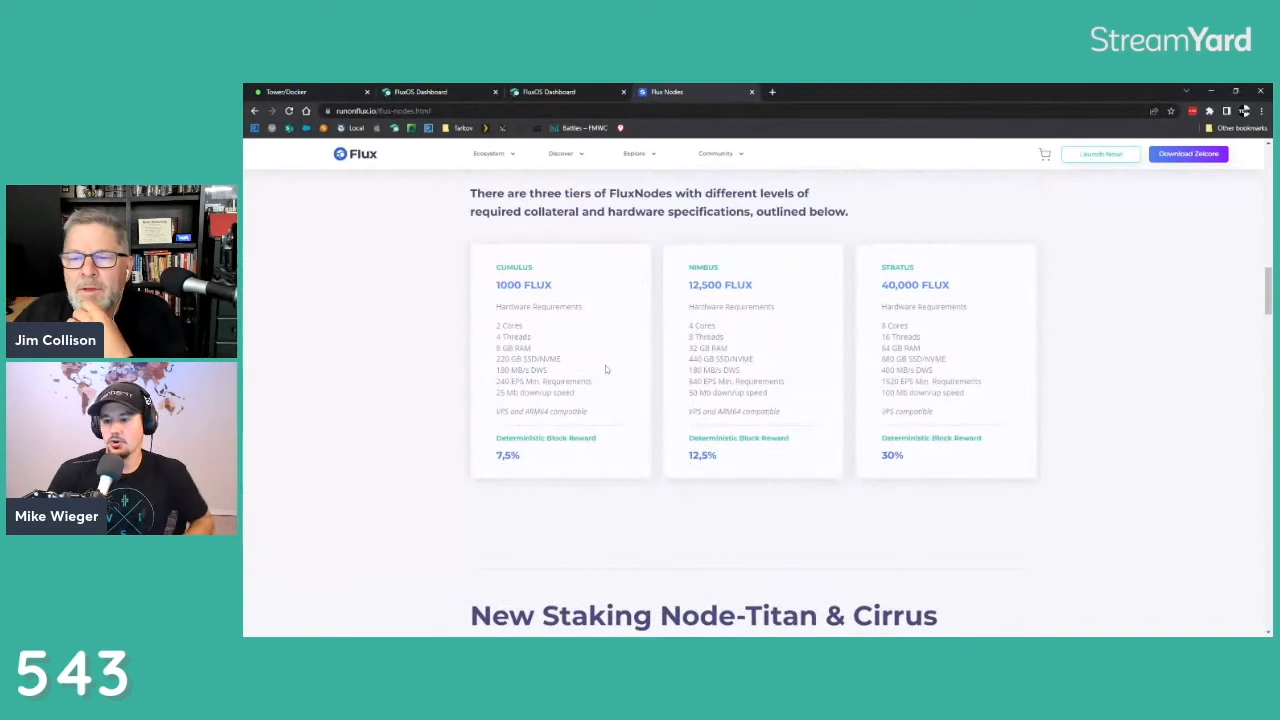 StreamYard
Tower/Docker
FluxOS Dashboard
FluxOS Dashboard
Flux Nodes
runonflux.io/flux-nodes.html
Local
Tarkov
Battles – FMWC
Other bookmarks
Flux
Ecosystem
Discover
Explore
Community
Launch Now!
Download Zelcore
There are three tiers of FluxNodes with different levels of
required collateral and hardware specifications, outlined below.
CUMULUS
1000 FLUX
Hardware Requirements
2 Cores
4 Threads
8 GB RAM
220 GB SSD/NVME
180 MB/s DWS
240 EPS Min. Requirements
25 Mb down/up speed
VPS and ARM64 compatible
Deterministic Block Reward
7,5%
NIMBUS
12,500 FLUX
Hardware Requirements
4 Cores
8 Threads
32 GB RAM
440 GB SSD/NVME
180 MB/s DWS
640 EPS Min. Requirements
50 Mb down/up speed
VPS and ARM64 compatible
Deterministic Block Reward
12,5%
STRATUS
40,000 FLUX
Hardware Requirements
8 Cores
16 Threads
64 GB RAM
880 GB SSD/NVME
400 MB/s DWS
1520 EPS Min. Requirements
100 Mb down/up speed
VPS compatible
Deterministic Block Reward
30%
New Staking Node-Titan & Cirrus
Jim Collison
Mike Wieger
543